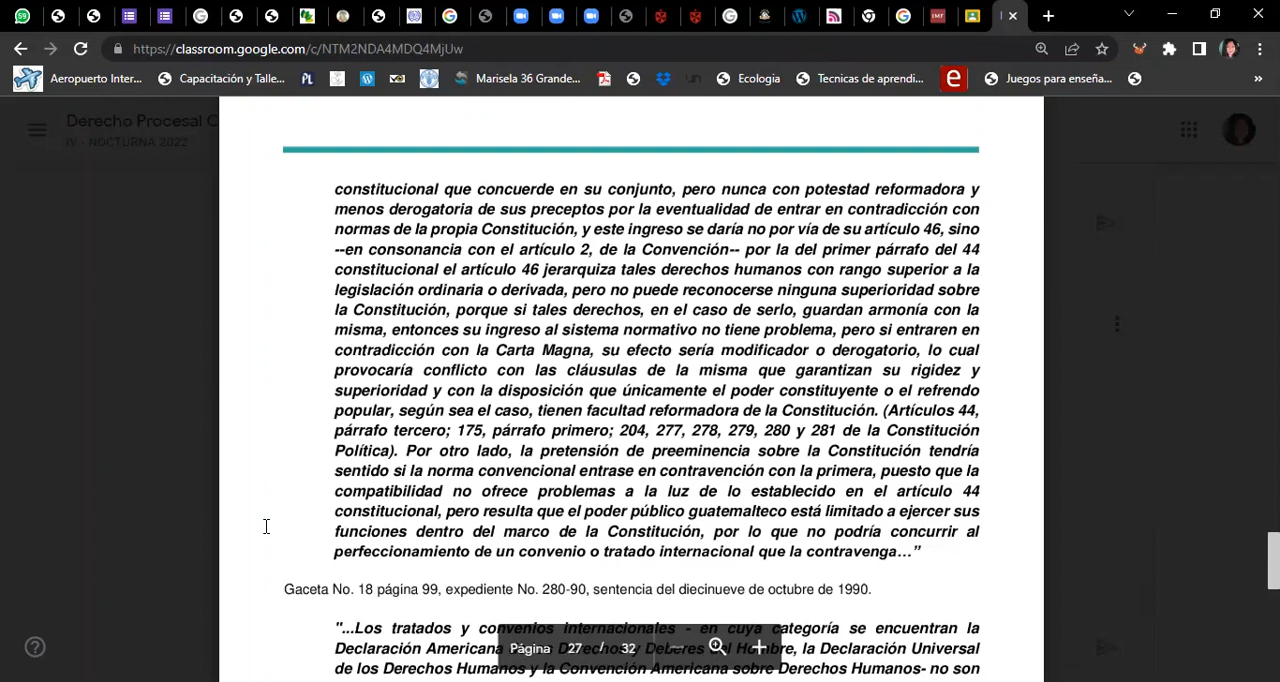 https://classroom.google.com/c/NTM2NDA4MDQ4MjUw
Aeropuerto Inter... Capacitación y Talle... Marisela 36 Grande... Ecologia Tecnicas de aprendi... Juegos para enseña... »
Derecho Procesal C
IV - NOCTURNA 2022
constitucional que concuerde en su conjunto, pero nunca con potestad reformadora y
menos derogatoria de sus preceptos por la eventualidad de entrar en contradicción con
normas de la propia Constitución, y este ingreso se daría no por vía de su artículo 46, sino
--en consonancia con el artículo 2, de la Convención-- por la del primer párrafo del 44
constitucional el artículo 46 jerarquiza tales derechos humanos con rango superior a la
legislación ordinaria o derivada, pero no puede reconocerse ninguna superioridad sobre
la Constitución, porque si tales derechos, en el caso de serlo, guardan armonía con la
misma, entonces su ingreso al sistema normativo no tiene problema, pero si entraren en
contradicción con la Carta Magna, su efecto sería modificador o derogatorio, lo cual
provocaría conflicto con las cláusulas de la misma que garantizan su rigidez y
superioridad y con la disposición que únicamente el poder constituyente o el refrendo
popular, según sea el caso, tienen facultad reformadora de la Constitución. (Artículos 44,
párrafo tercero; 175, párrafo primero; 204, 277, 278, 279, 280 y 281 de la Constitución
Política). Por otro lado, la pretensión de preeminencia sobre la Constitución tendría
sentido si la norma convencional entrase en contravención con la primera, puesto que la
compatibilidad no ofrece problemas a la luz de lo establecido en el artículo 44
constitucional, pero resulta que el poder público guatemalteco está limitado a ejercer sus
funciones dentro del marco de la Constitución, por lo que no podría concurrir al
perfeccionamiento de un convenio o tratado internacional que la contravenga…”
Gaceta No. 18 página 99, expediente No. 280-90, sentencia del diecinueve de octubre de 1990.
"...Los tratados y convenios internacionales - en cuya categoría se encuentran la
Declaración Americana Derechos y Deberes del Hombre, la Declaración Universal
Página 27 / 32
de los Derechos Humanos y la Convención Americana sobre Derechos Humanos- no son